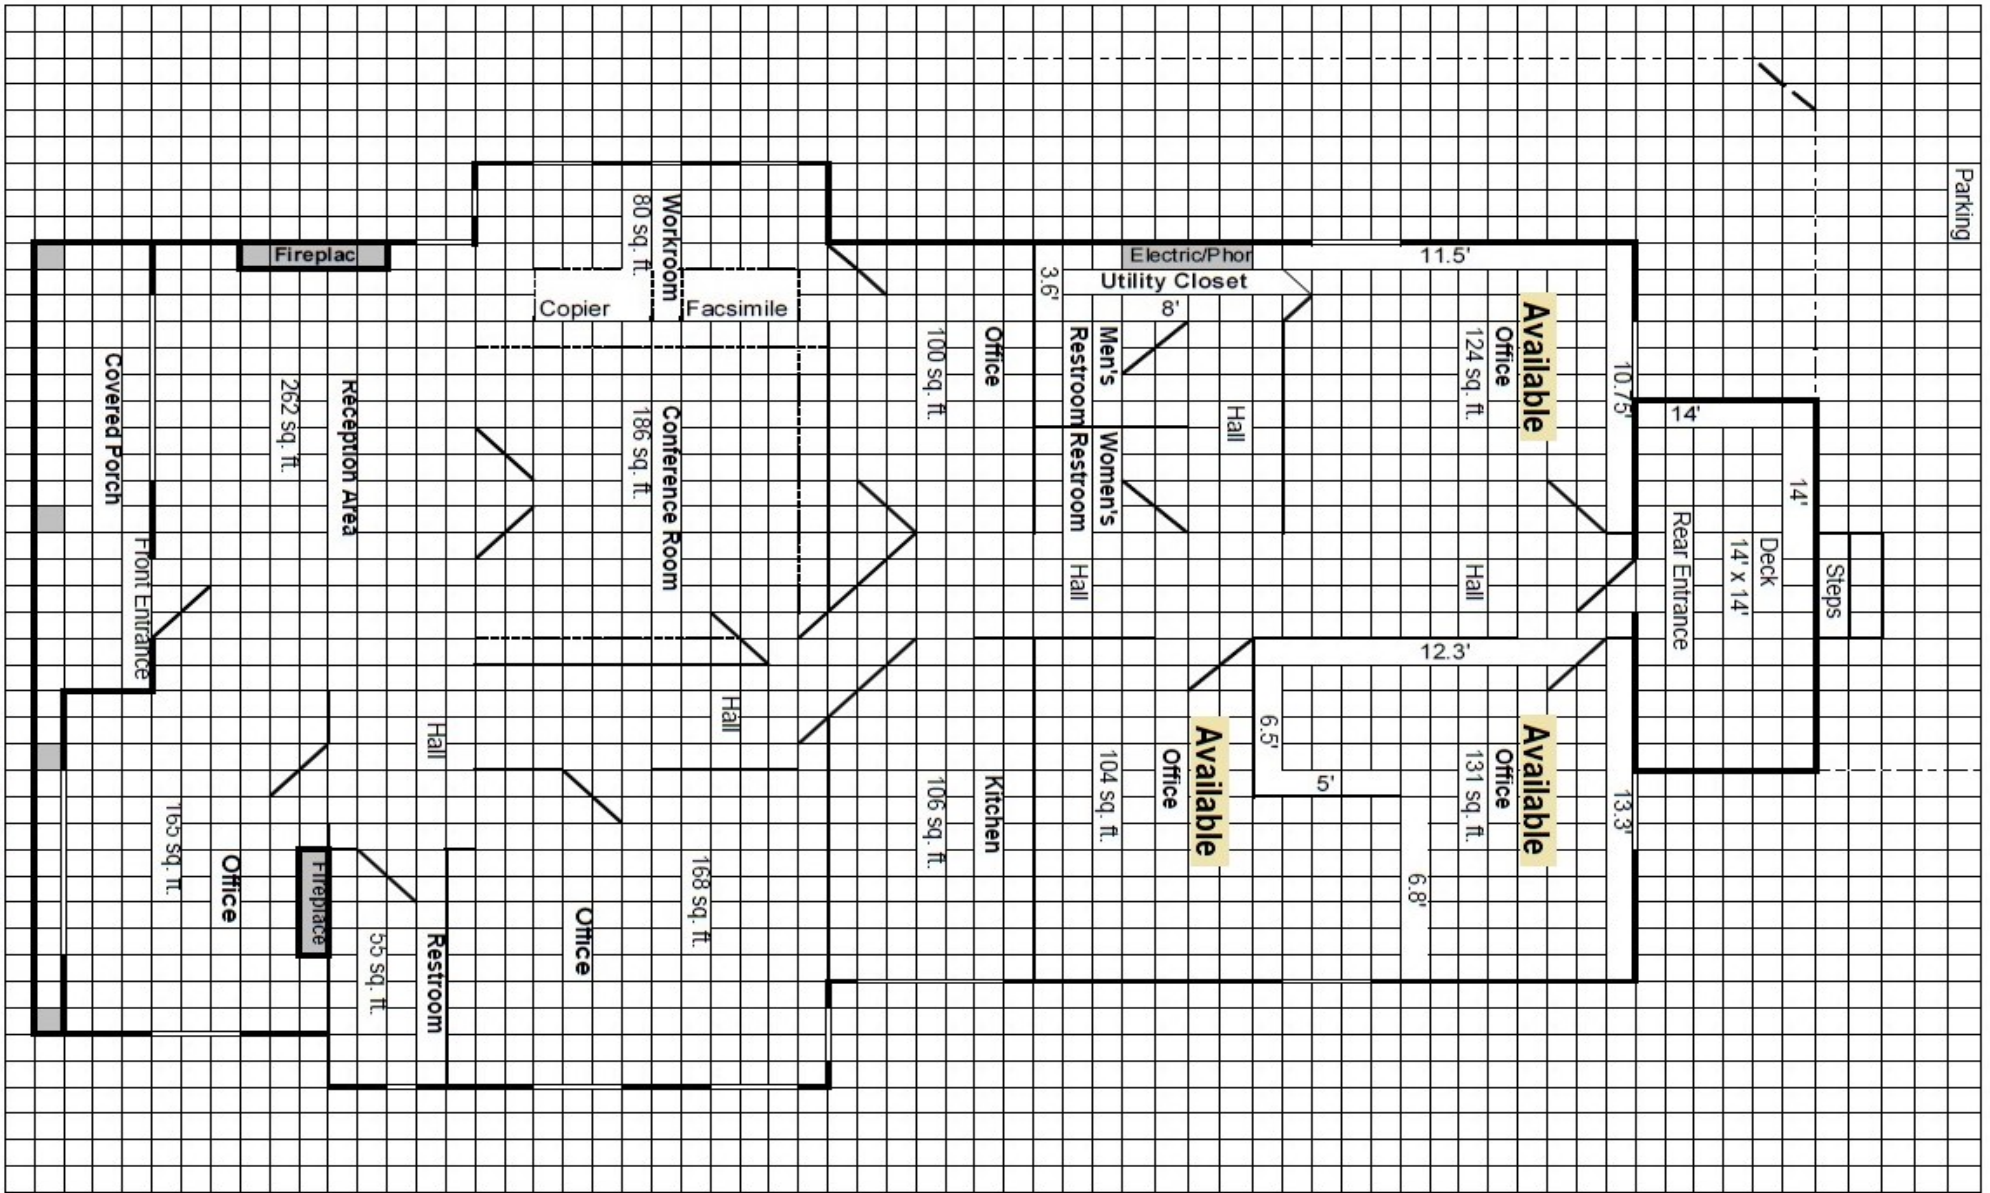 Parking
Workroom
80 sq. ft.
Fireplac
Electric/Phor
11.5'
Utility Closet
3.6'
8'
Copier
Facsimile
Covered Porch
Reception Area
262 sq. ft.
Conference Room
186 sq. ft.
Office
100 sq. ft.
Men's
Restroom
Women's
Restroom
Hall
Available
Office
124 sq. ft.
10.75'
14'
14'
Deck
14' x 14'
Rear Entrance
Steps
Front Entrance
Hall
Hall
12.3'
Hall
Hall
6.5'
5'
Available
Office
104 sq. ft.
Available
Office
131 sq. ft.
13.3'
6.8'
Kitchen
106 sq. ft.
Office
165 sq. ft.
Fireplace
Restroom
55 sq. ft.
Office
168 sq. ft.